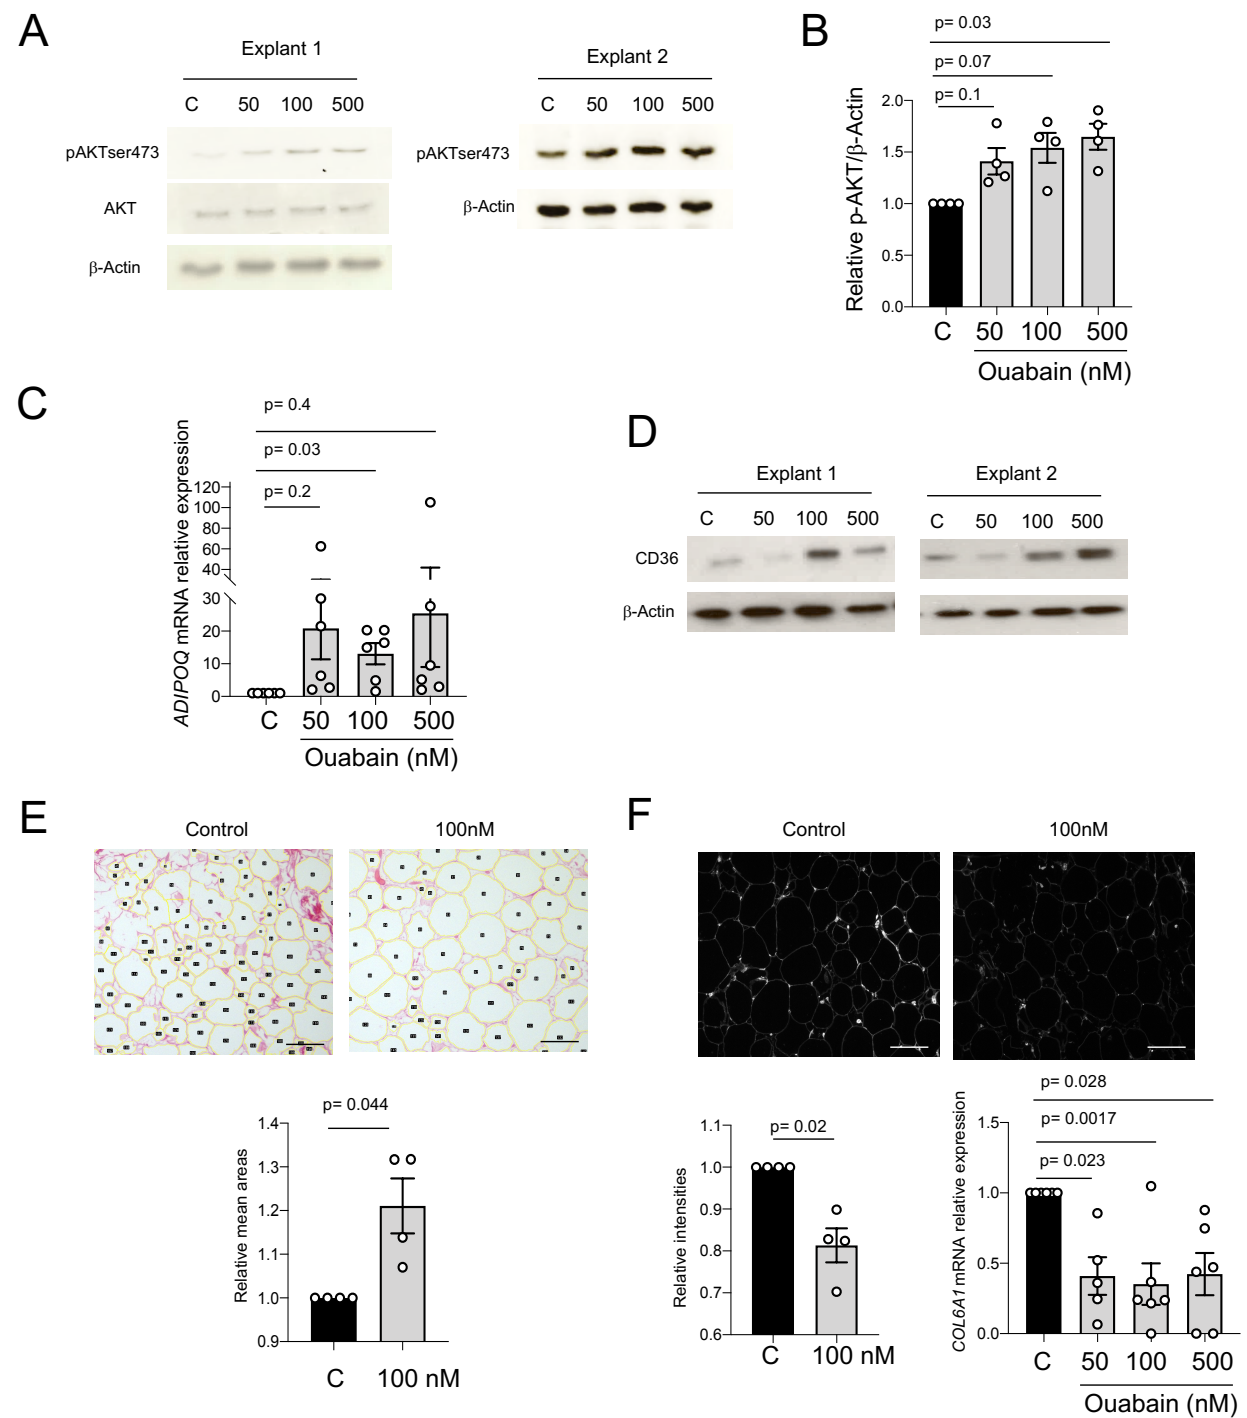 A
Explant 1
C 50 100 500
pAKTser473
AKT
β-Actin
Explant 2
C 50 100 500
pAKTser473
β-Actin
B
p= 0.03
p= 0.07
p= 0.1
Relative p-AKT/β-Actin
2.0
1.5
1.0
0.5
0.0
C 50 100 500
Ouabain (nM)
C
p= 0.4
p= 0.03
p= 0.2
ADIPOQ mRNA relative expression
120
100
80
60
40
30
20
10
0
C 50 100 500
Ouabain (nM)
D
Explant 1
C 50 100 500
CD36
β-Actin
Explant 2
C 50 100 500
E
Control
100nM
p= 0.044
Relative mean areas
1.4
1.3
1.2
1.1
1.0
0.9
C 100 nM
F
Control
100nM
p= 0.02
Relative intensities
1.1
1.0
0.9
0.8
0.7
0.6
C 100 nM
p= 0.028
p= 0.0017
p= 0.023
COL6A1 mRNA relative expression
1.5
1.0
0.5
0.0
C 50 100 500
Ouabain (nM)